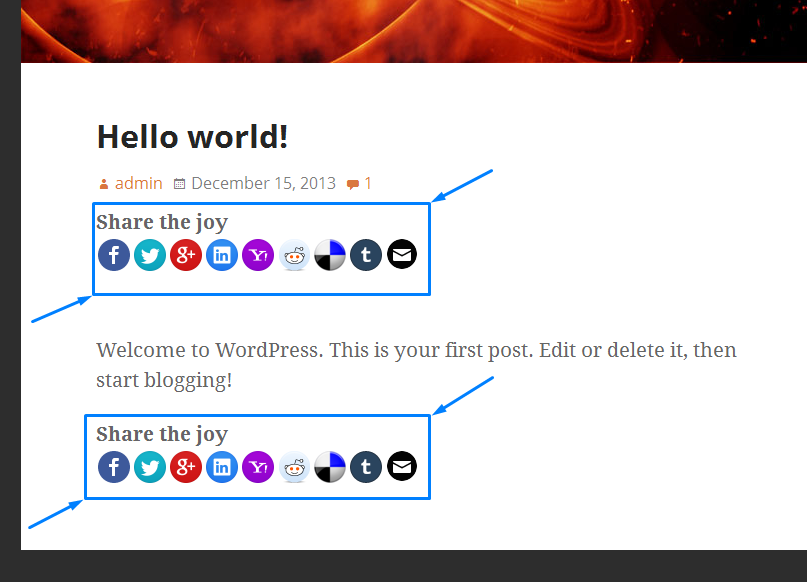 Hello world!
admin December 15, 2013 1
Share the joy
f g+ in Y! t
Welcome to WordPress. This is your first post. Edit or delete it, then
start blogging!
Share the joy
f g+ in Y! t